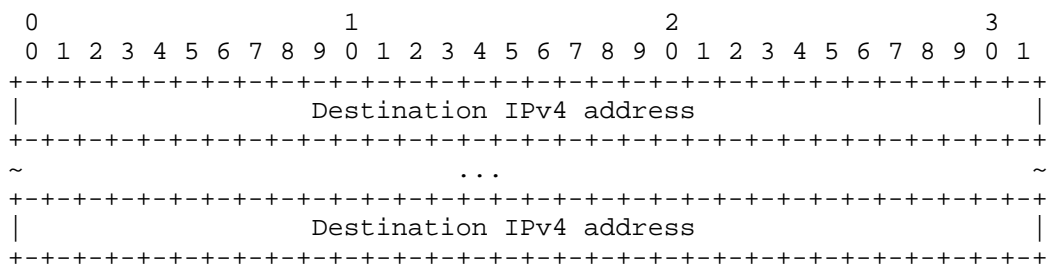 0                   1                   2                   3
 0 1 2 3 4 5 6 7 8 9 0 1 2 3 4 5 6 7 8 9 0 1 2 3 4 5 6 7 8 9 0 1
+-+-+-+-+-+-+-+-+-+-+-+-+-+-+-+-+-+-+-+-+-+-+-+-+-+-+-+-+-+-+-+-+
|                  Destination IPv4 address                     |
+-+-+-+-+-+-+-+-+-+-+-+-+-+-+-+-+-+-+-+-+-+-+-+-+-+-+-+-+-+-+-+-+
~                           ...                                 ~
+-+-+-+-+-+-+-+-+-+-+-+-+-+-+-+-+-+-+-+-+-+-+-+-+-+-+-+-+-+-+-+-+
|                  Destination IPv4 address                     |
+-+-+-+-+-+-+-+-+-+-+-+-+-+-+-+-+-+-+-+-+-+-+-+-+-+-+-+-+-+-+-+-+